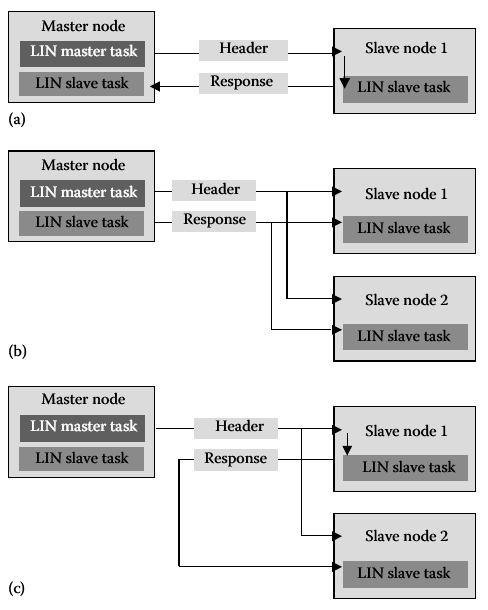 Master node
LIN master task
LIN slave task
Header
Response
Slave node 1
LIN slave task
(a)
Master node
LIN master task
LIN slave task
Header
Response
Slave node 1
LIN slave task
Slave node 2
LIN slave task
(b)
Master node
LIN master task
LIN slave task
Header
Response
Slave node 1
LIN slave task
Slave node 2
LIN slave task
(c)